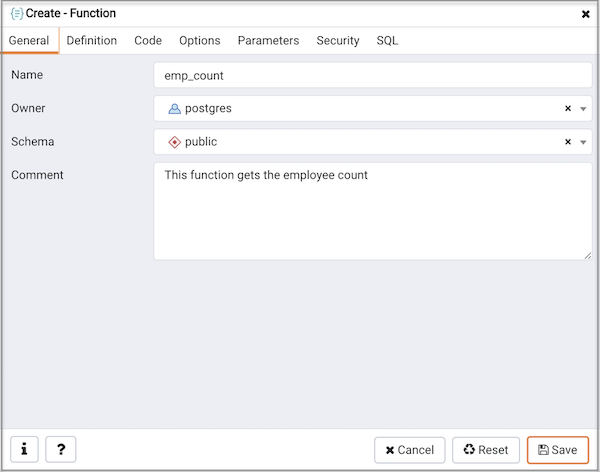 Create - Function
General Definition Code Options Parameters Security SQL
Name emp_count
Owner postgres
Schema public
Comment This function gets the employee count
i ? Cancel Reset Save